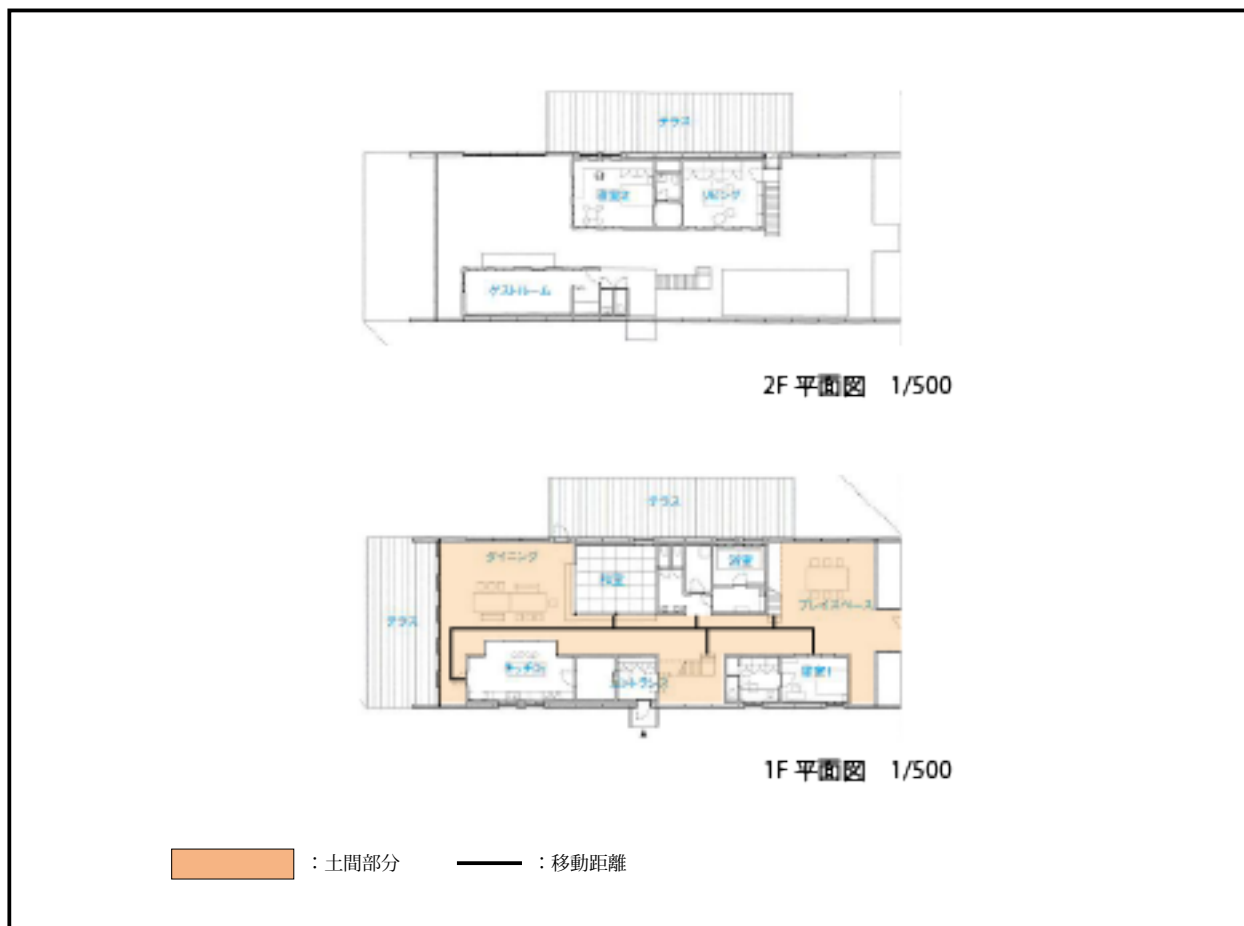 テラス
寝室2
リビング
ゲストルーム
2F 平面図 1/500
テラス
ダイニング
和室
浴室
プレイスペース
テラス
キッチン
エントランス
寝室1
1F 平面図 1/500
：土間部分
：移動距離